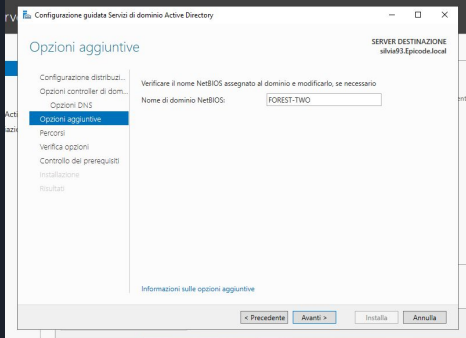 Configurazione guidata Servizi di dominio Active Directory
Opzioni aggiuntive
SERVER DESTINAZIONE
silvia93.Epicode.local
Configurazione distribuzi...
Opzioni controller di dom...
Opzioni DNS
Opzioni aggiuntive
Percorsi
Verifica opzioni
Controllo dei prerequisiti
Installazione
Risultati
Verificare il nome NetBIOS assegnato al dominio e modificarlo, se necessario
Nome di dominio NetBIOS:
FOREST-TWO
Informazioni sulle opzioni aggiuntive
< Precedente
Avanti >
Installa
Annulla